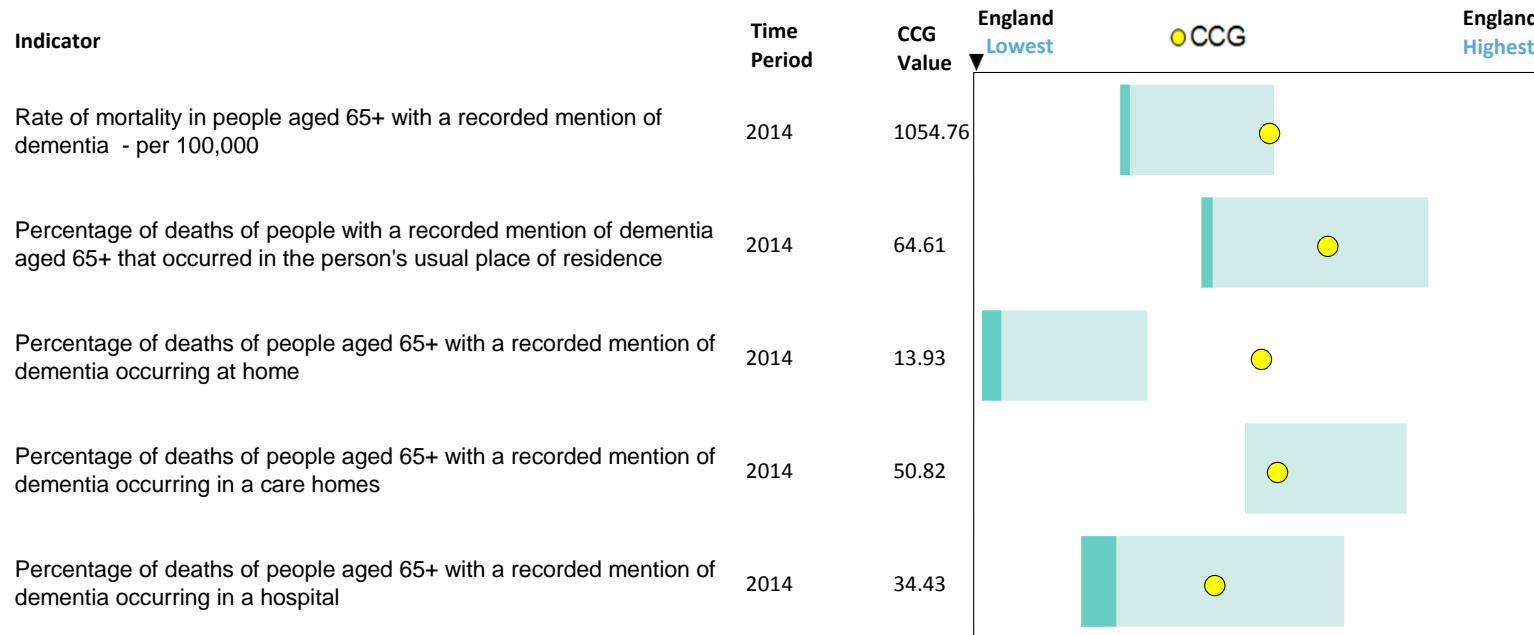 Indicator
Time
Period
CCG
Value
England
Lowest
CCG
England
Highest
Rate of mortality in people aged 65+ with a recorded mention of
dementia - per 100,000
2014
1054.76
Percentage of deaths of people with a recorded mention of dementia
aged 65+ that occurred in the person's usual place of residence
2014
64.61
Percentage of deaths of people aged 65+ with a recorded mention of
dementia occurring at home
2014
13.93
Percentage of deaths of people aged 65+ with a recorded mention of
dementia occurring in a care homes
2014
50.82
Percentage of deaths of people aged 65+ with a recorded mention of
dementia occurring in a hospital
2014
34.43